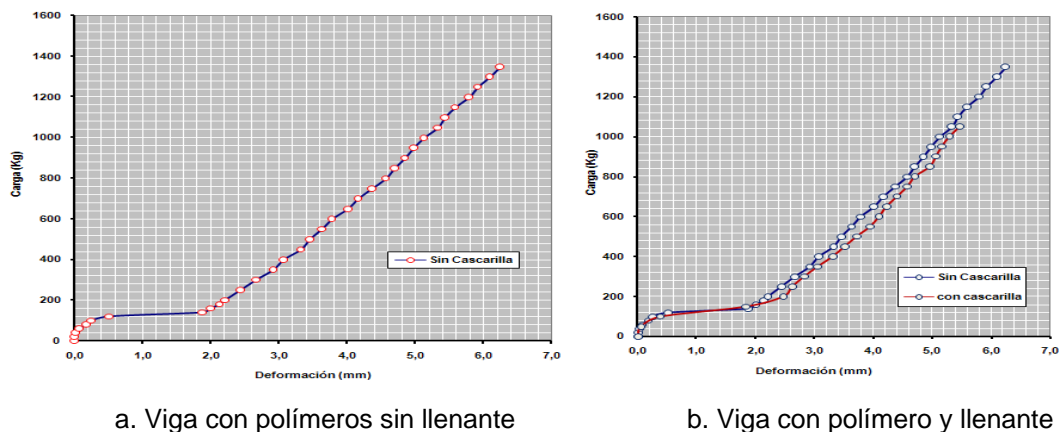 1600
1400
1200
1000
800
600
400
200
0
Carga (Kg)
0,0 1,0 2,0 3,0 4,0 5,0 6,0 7,0
Deformación (mm)
Sin Cascarilla
a. Viga con polímeros sin llenante
1600
1400
1200
1000
800
600
400
200
0
Carga (Kg)
0,0 1,0 2,0 3,0 4,0 5,0 6,0 7,0
Deformación (mm)
Sin Cascarilla
con cascarilla
b. Viga con polímero y llenante